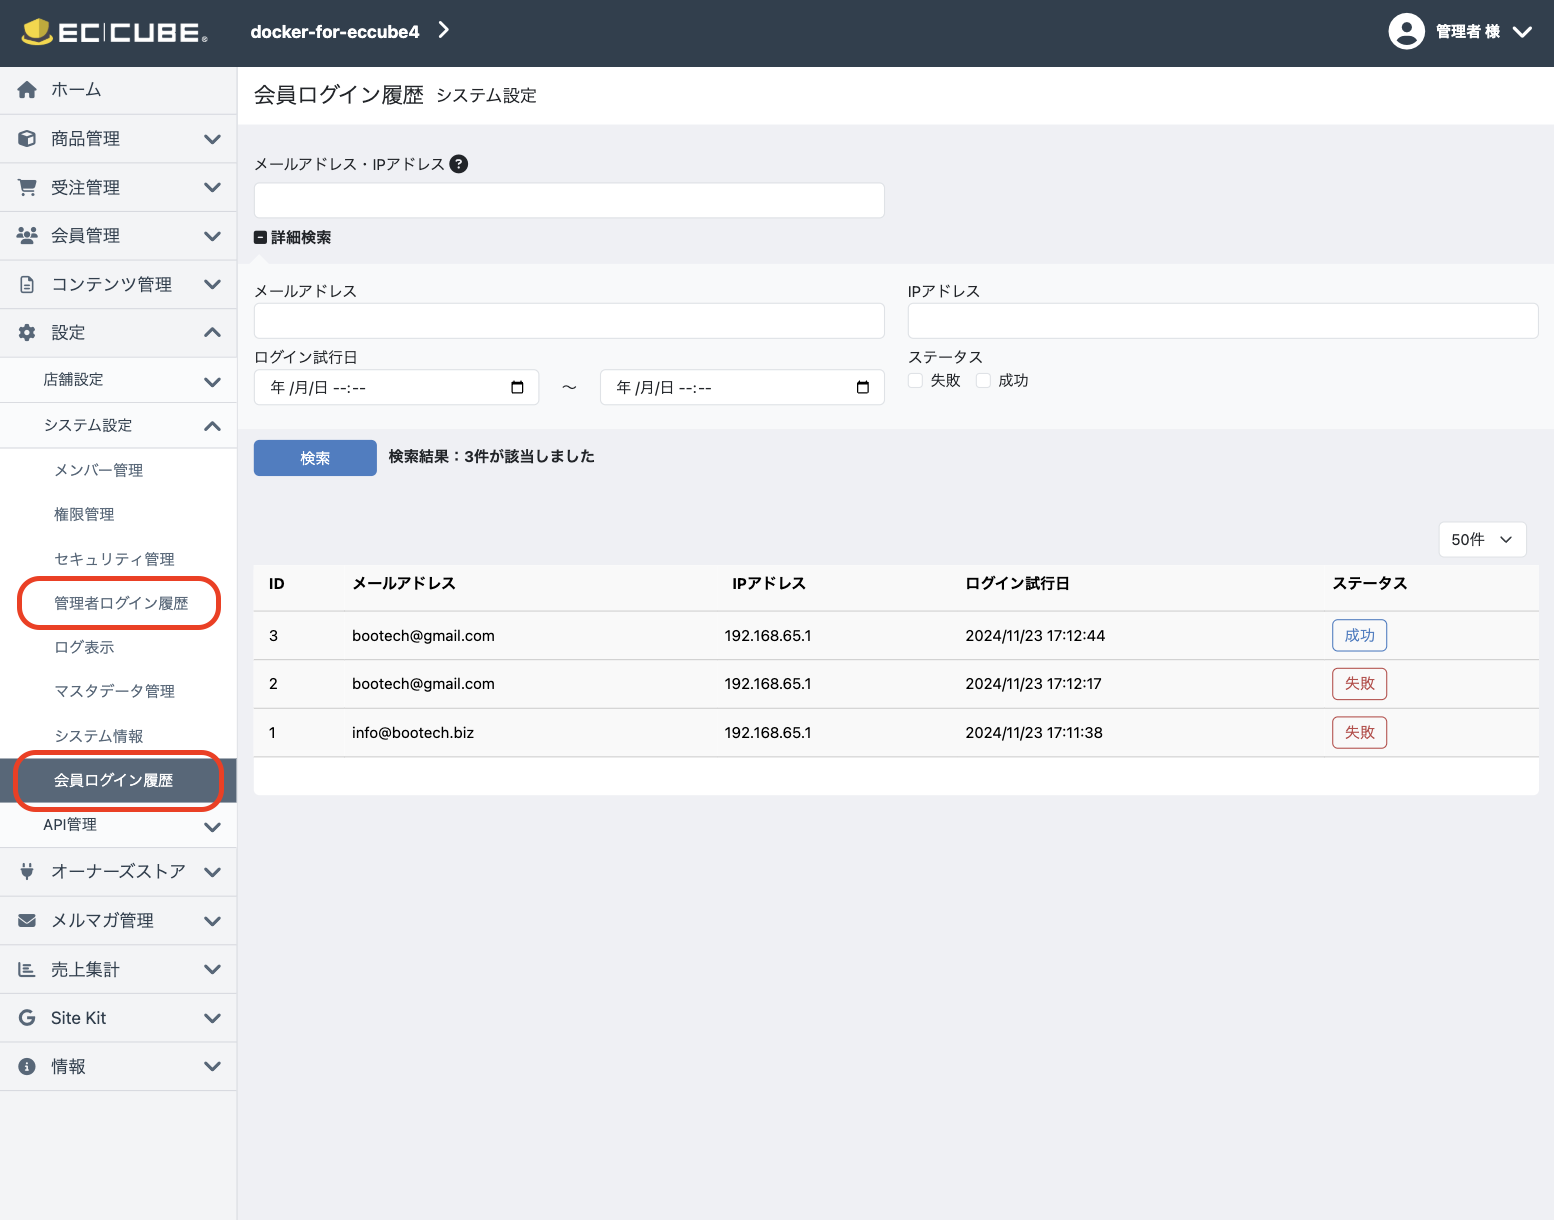 EC CUBE
docker-for-eccube4
管理者 様
ホーム
商品管理
受注管理
会員管理
コンテンツ管理
設定
店舗設定
システム設定
メンバー管理
権限管理
セキュリティ管理
管理者ログイン履歴
ログ表示
マスタデータ管理
システム情報
会員ログイン履歴
API管理
オーナーズストア
メルマガ管理
売上集計
Site Kit
情報
会員ログイン履歴 システム設定
メールアドレス・IPアドレス ?
詳細検索
メールアドレス IPアドレス
ログイン試行日 ステータス
年 /月/日 --:-- ～ 年 /月/日 --:-- 失敗 成功
検索 検索結果：3件が該当しました
50件
ID メールアドレス IPアドレス ログイン試行日 ステータス
3 bootech@gmail.com 192.168.65.1 2024/11/23 17:12:44 成功
2 bootech@gmail.com 192.168.65.1 2024/11/23 17:12:17 失敗
1 info@bootech.biz 192.168.65.1 2024/11/23 17:11:38 失敗